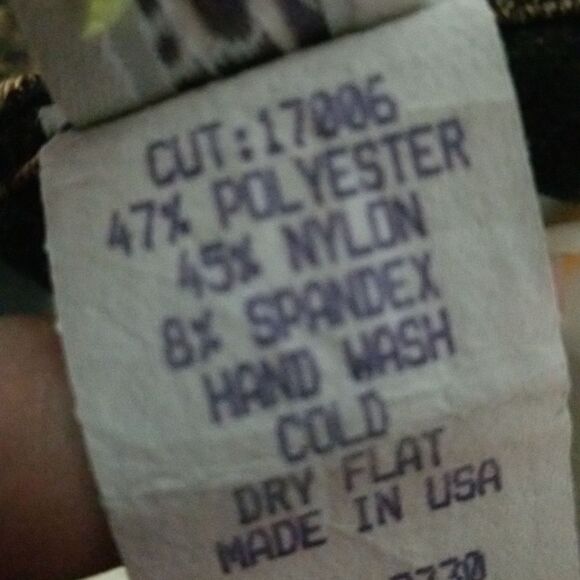 CUT:17006
47% POLYESTER
45% NYLON
8% SPANDEX
HAND WASH
COLD
DRY FLAT
MADE IN USA